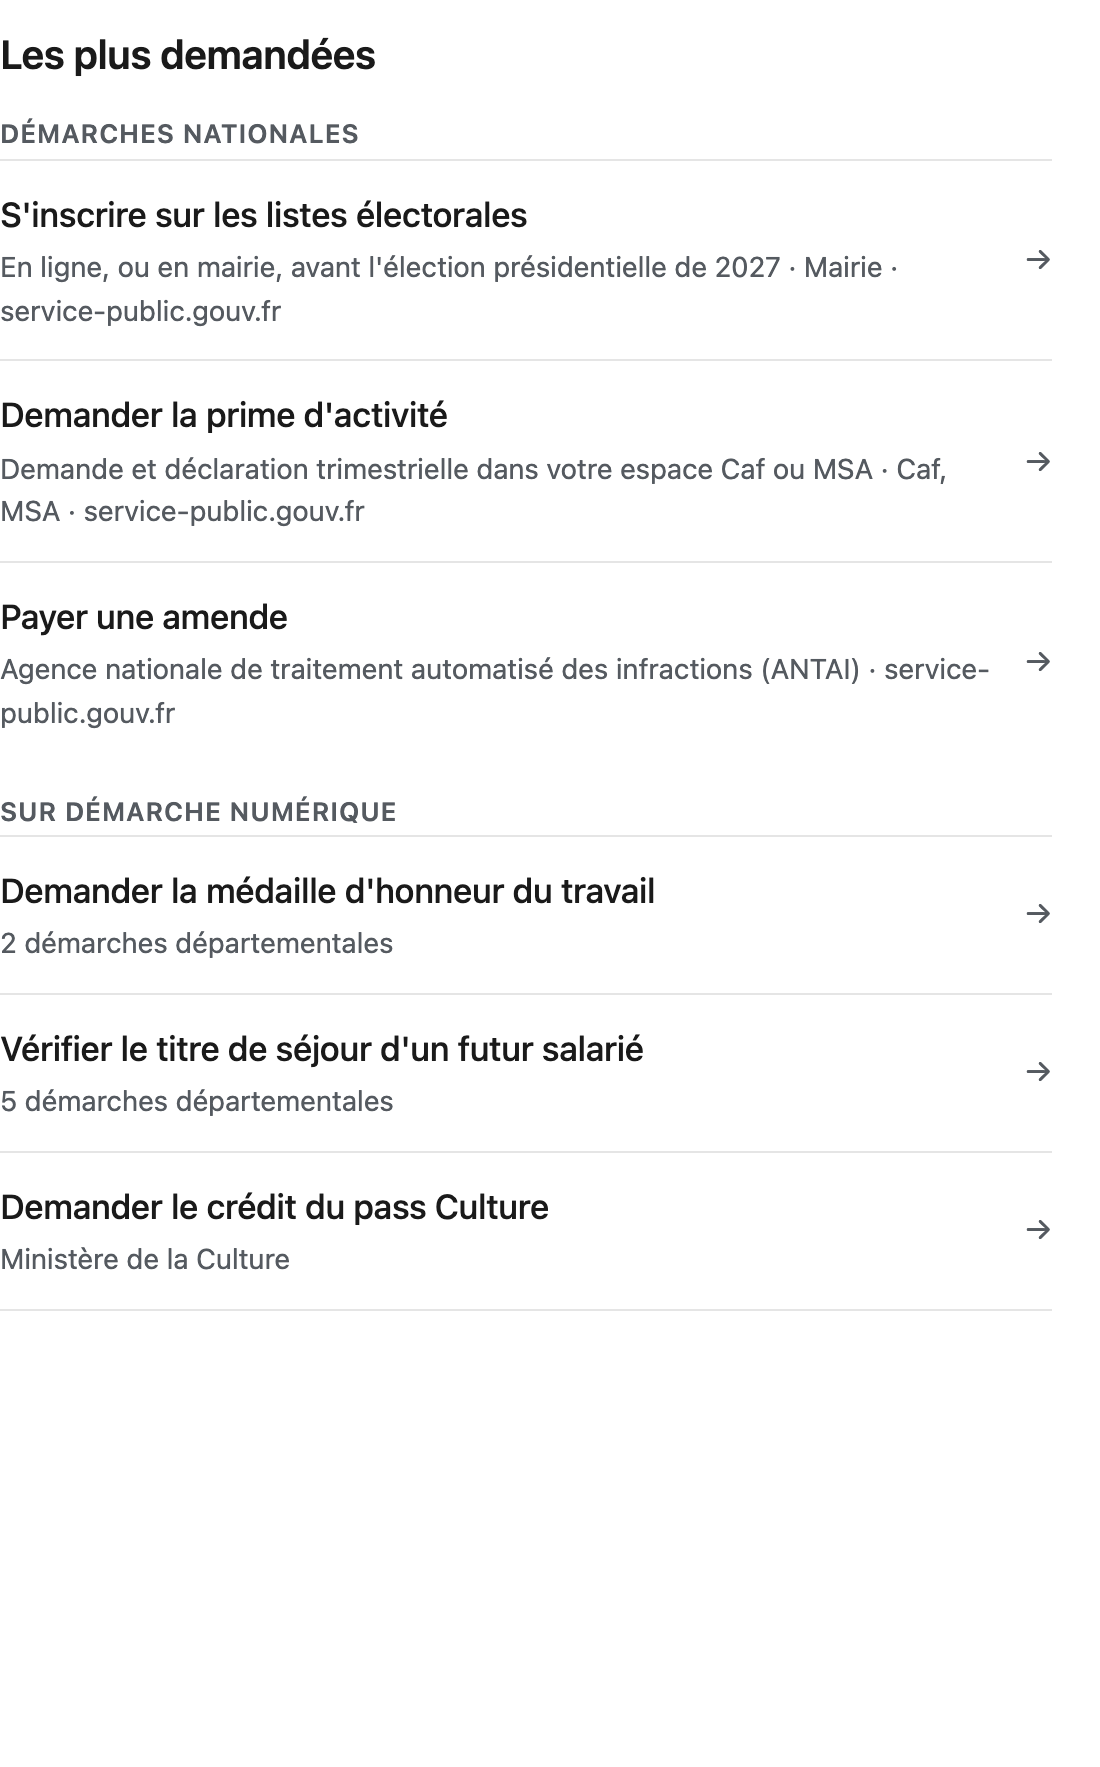 Les plus demandées
DÉMARCHES NATIONALES
S'inscrire sur les listes électorales
En ligne, ou en mairie, avant l'élection présidentielle de 2027 · Mairie ·
service-public.gouv.fr
Demander la prime d'activité
Demande et déclaration trimestrielle dans votre espace Caf ou MSA · Caf,
MSA · service-public.gouv.fr
Payer une amende
Agence nationale de traitement automatisé des infractions (ANTAI) · service-
public.gouv.fr
SUR DÉMARCHE NUMÉRIQUE
Demander la médaille d'honneur du travail
2 démarches départementales
Vérifier le titre de séjour d'un futur salarié
5 démarches départementales
Demander le crédit du pass Culture
Ministère de la Culture